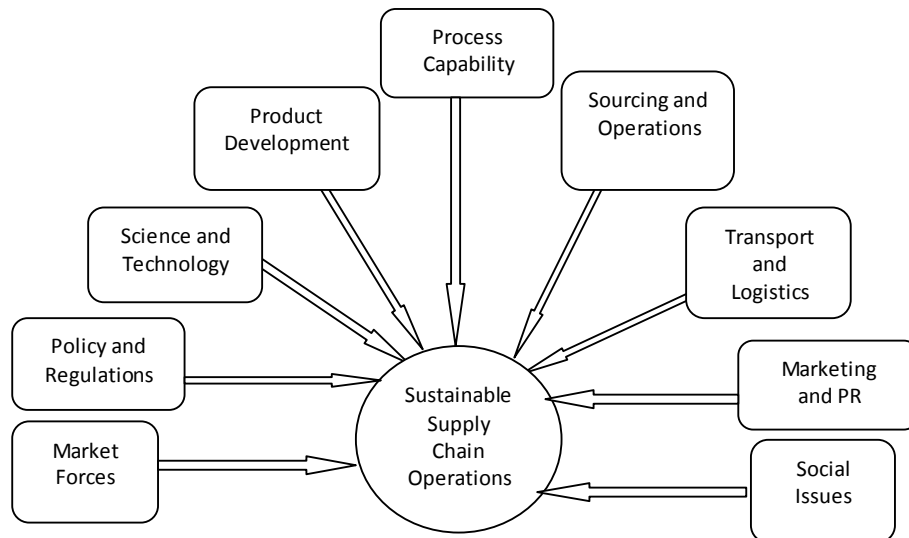 Process
Capability
Sourcing and
Operations
Product
Development
Science and
Technology
Transport
and
Logistics
Policy and
Regulations
Marketing
and PR
Sustainable
Supply
Chain
Operations
Market
Forces
Social
Issues